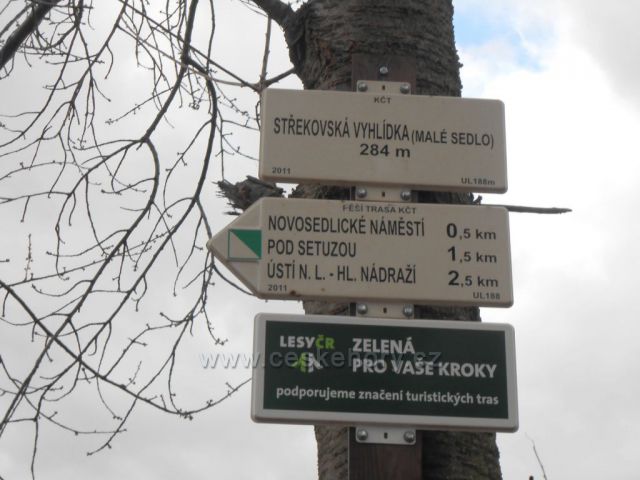 KČT
STŘEKOVSKÁ VYHLÍDKA (MALÉ SEDLO)
284 m
2011 UL188m
PĚŠÍ TRASA KČT
NOVOSEDLICKÉ NÁMĚSTÍ 0,5 km
POD SETUZOU 1,5 km
ÚSTÍ N. L. - HL. NÁDRAŽÍ 2,5 km
2011 UL188
LESY ČR ZELENÁ
PRO VAŠE KROKY
www.ceskehory.cz
podporujeme značení turistických tras